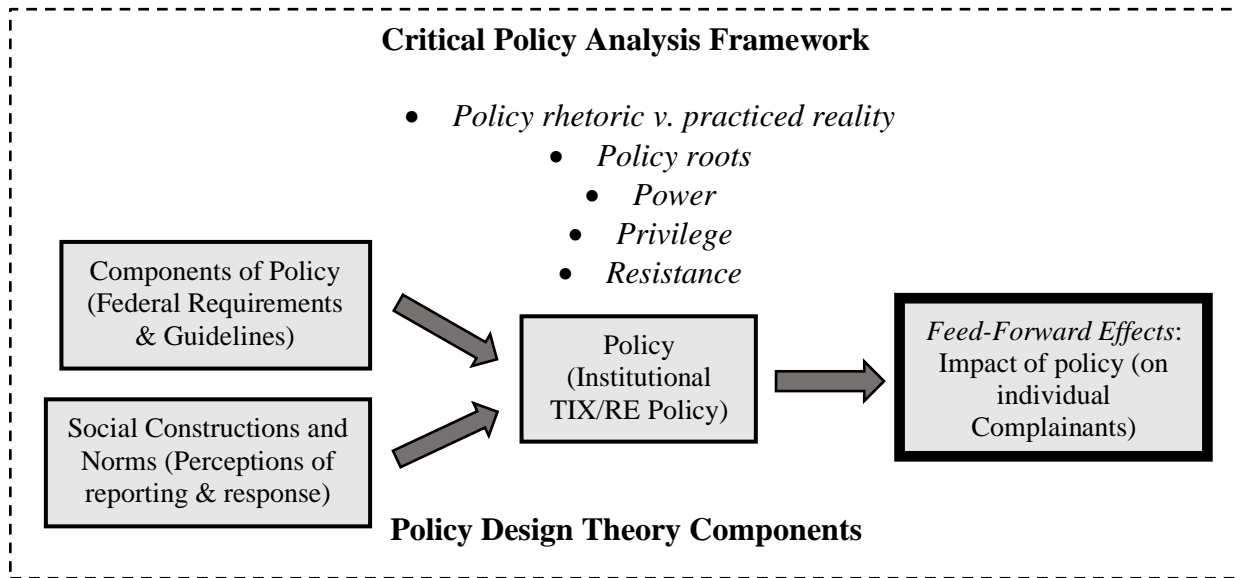 Critical Policy Analysis Framework
• Policy rhetoric v. practiced reality
• Policy roots
• Power
• Privilege
• Resistance
Components of Policy
(Federal Requirements
& Guidelines)
Social Constructions and
Norms (Perceptions of
reporting & response)
Policy
(Institutional
TIX/RE Policy)
Feed-Forward Effects:
Impact of policy (on
individual
Complainants)
Policy Design Theory Components